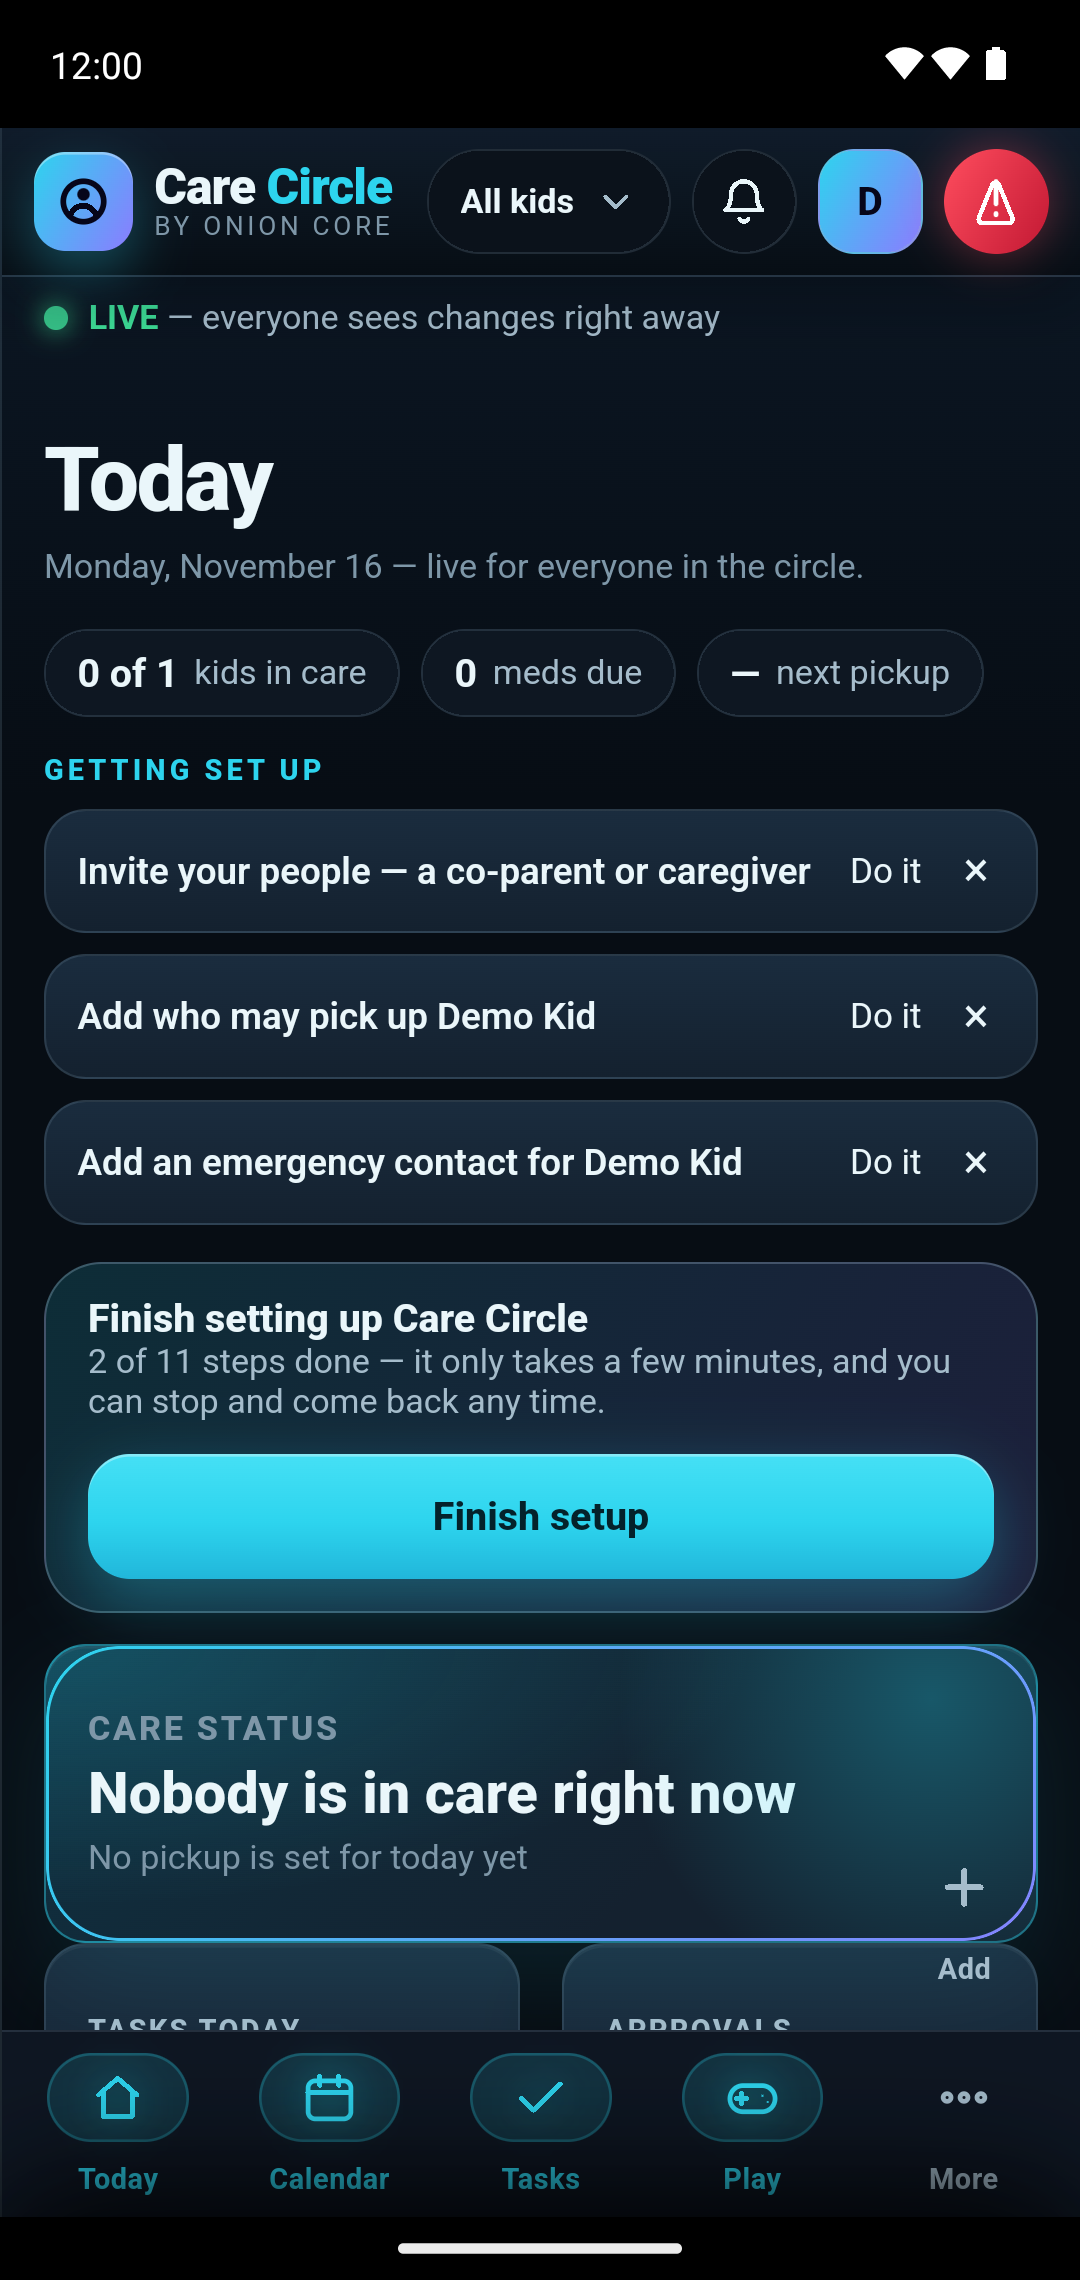 12:00
Care Circle
BY ONION CORE
All kids
D
LIVE — everyone sees changes right away
Today
Monday, November 16 — live for everyone in the circle.
0 of 1 kids in care
0 meds due
— next pickup
GETTING SET UP
Invite your people — a co-parent or caregiver Do it ×
Add who may pick up Demo Kid Do it ×
Add an emergency contact for Demo Kid Do it ×
Finish setting up Care Circle
2 of 11 steps done — it only takes a few minutes, and you
can stop and come back any time.
Finish setup
CARE STATUS
Nobody is in care right now
No pickup is set for today yet
Add
TASKS TODAY
APPROVALS
Today
Calendar
Tasks
Play
More